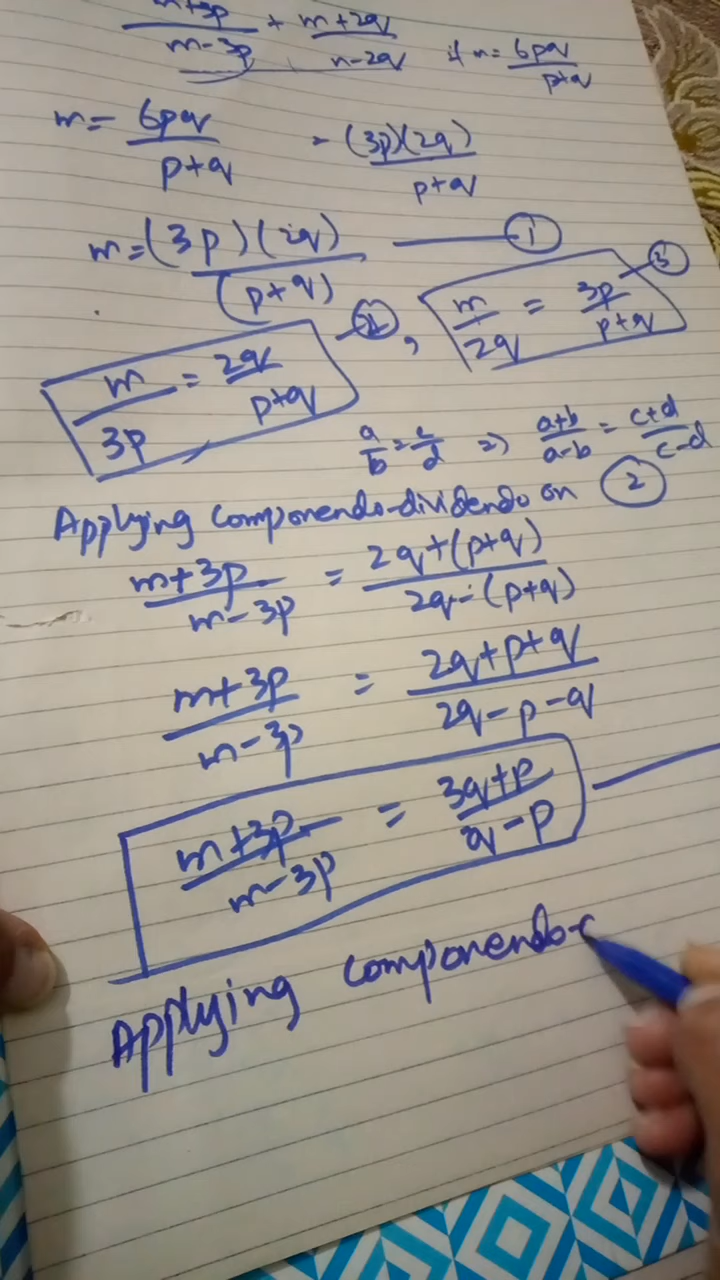 m+3p/m-3p + m+2q/n-2q if n = 6pq/p+q
m = 6pq/p+q = (3p)(2q)/p+q
m = (3p)(2q)/(p+q) — 1
m/3p = 2q/p+q — 2 , m/2q = 3p/p+q — 3
a/b = c/d => a+b/a-b = c+d/c-d
Applying componendo-dividendo on 2
m+3p/m-3p = 2q+(p+q)/2q-(p+q)
m+3p/m-3p = 2q+p+q/2q-p-q
m+3p/m-3p = 3q+p/q-p
Applying componendo-